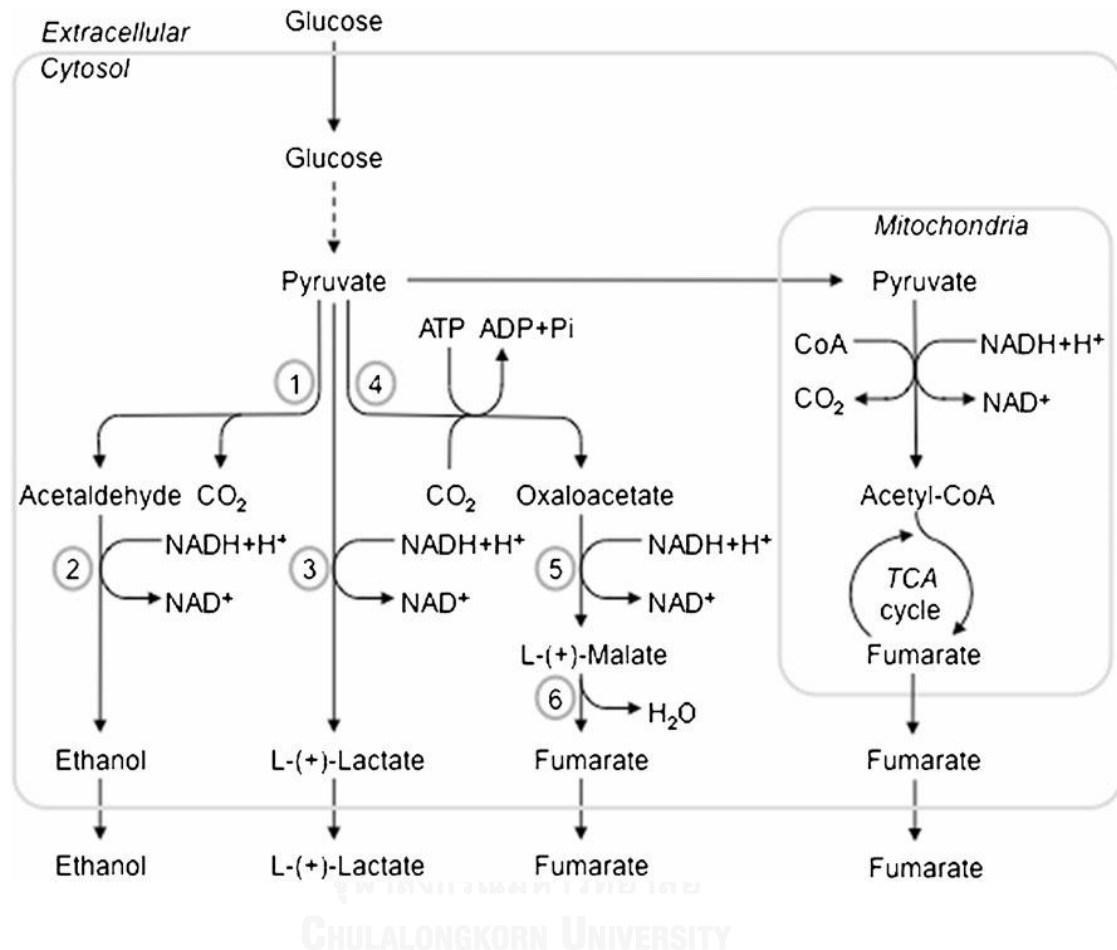 Extracellular
Glucose
Cytosol
Glucose
Mitochondria
Pyruvate
Pyruvate
ATP ADP+Pi
CoA NADH+H⁺
1 4
CO₂ NAD⁺
Acetaldehyde CO₂ CO₂ Oxaloacetate Acetyl-CoA
NADH+H⁺ NADH+H⁺ NADH+H⁺
2 3 5
NAD⁺ NAD⁺ NAD⁺
TCA
cycle
L-(+)-Malate Fumarate
6
H₂O
Ethanol L-(+)-Lactate Fumarate Fumarate
Ethanol L-(+)-Lactate Fumarate Fumarate
CHULALONGKORN UNIVERSITY